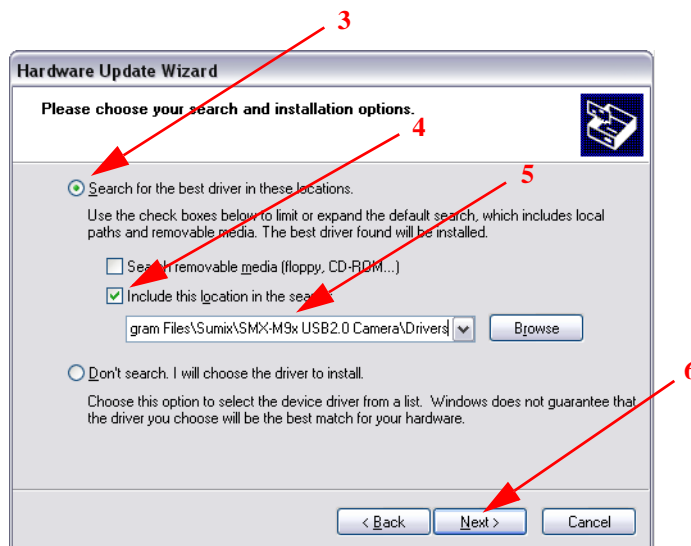 3
Hardware Update Wizard
Please choose your search and installation options.
4
Search for the best driver in these locations.
5
Use the check boxes below to limit or expand the default search, which includes local
paths and removable media. The best driver found will be installed.
Search removable media (floppy, CD-ROM...)
Include this location in the search:
gram Files\Sumix\SMX-M9x USB2.0 Camera\Drivers
Browse
Don't search. I will choose the driver to install.
6
Choose this option to select the device driver from a list. Windows does not guarantee that
the driver you choose will be the best match for your hardware.
< Back
Next >
Cancel